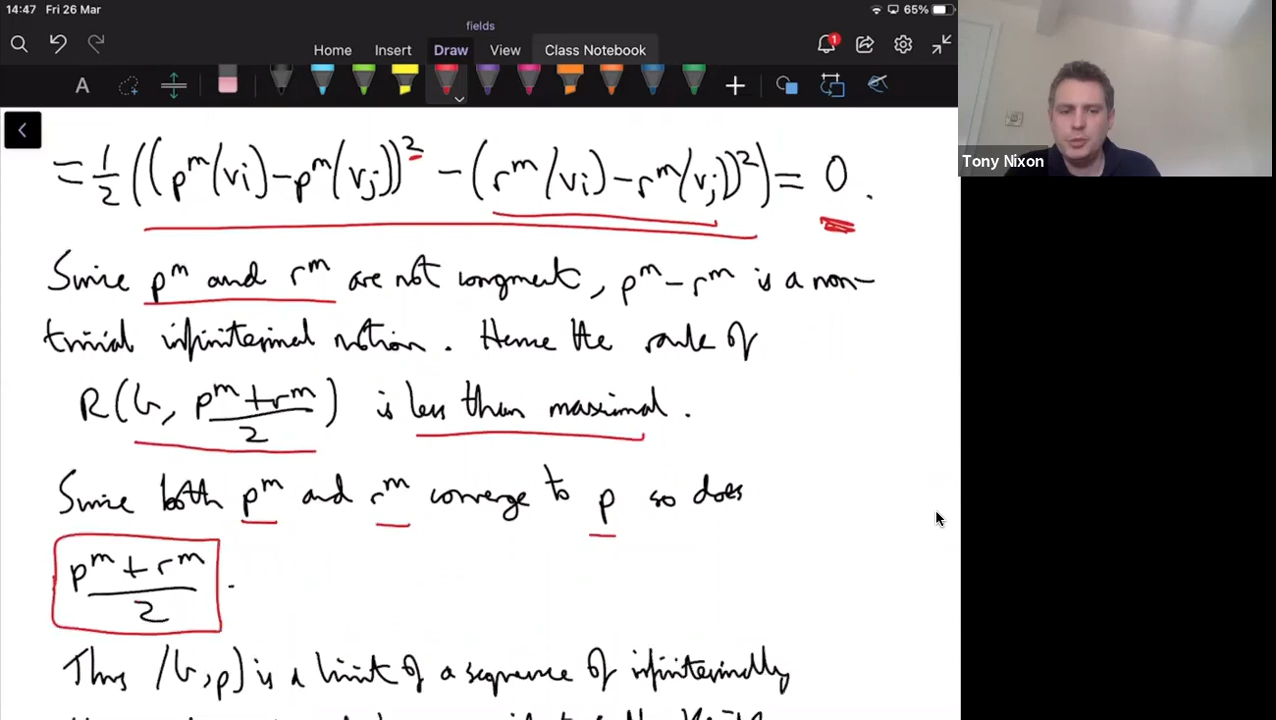 14:47 Fri 26 Mar
65%
fields
Home Insert Draw View Class Notebook
1
A
= 1/2 ((p^m(vi) - p^m(vj))^2 - (r^m(vi) - r^m(vj))^2) = 0.
Tony Nixon
Since p^m and r^m are not congruent, p^m - r^m is a non-
trivial infinitesimal motion. Hence the rank of
R(G, (p^m + r^m)/2) is less than maximal.
Since both p^m and r^m converge to p so does
(p^m + r^m)/2.
Thus (G, p) is a limit of a sequence of infinitesimally